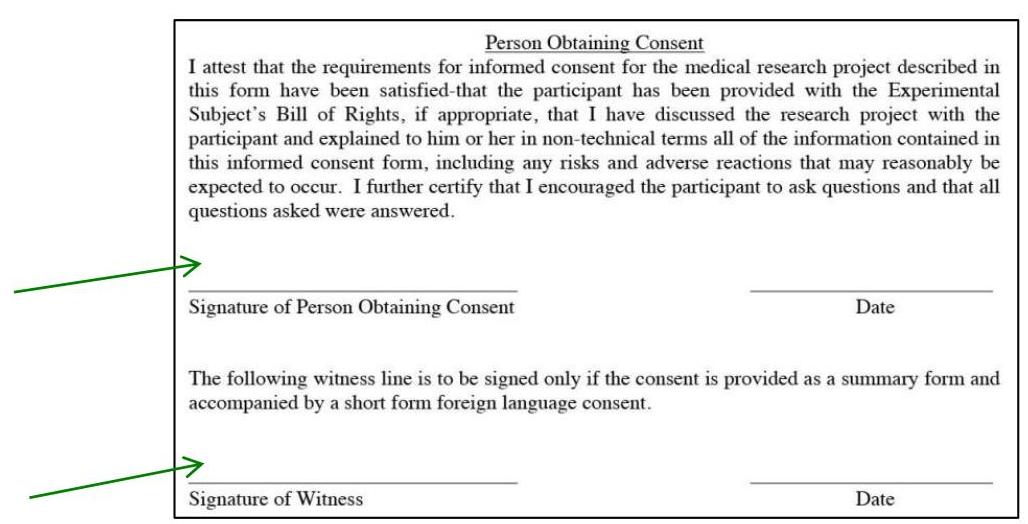 Person Obtaining Consent
I attest that the requirements for informed consent for the medical research project described in
this form have been satisfied-that the participant has been provided with the Experimental
Subject's Bill of Rights, if appropriate, that I have discussed the research project with the
participant and explained to him or her in non-technical terms all of the information contained in
this informed consent form, including any risks and adverse reactions that may reasonably be
expected to occur.  I further certify that I encouraged the participant to ask questions and that all
questions asked were answered.
Signature of Person Obtaining Consent Date
The following witness line is to be signed only if the consent is provided as a summary form and
accompanied by a short form foreign language consent.
Signature of Witness Date